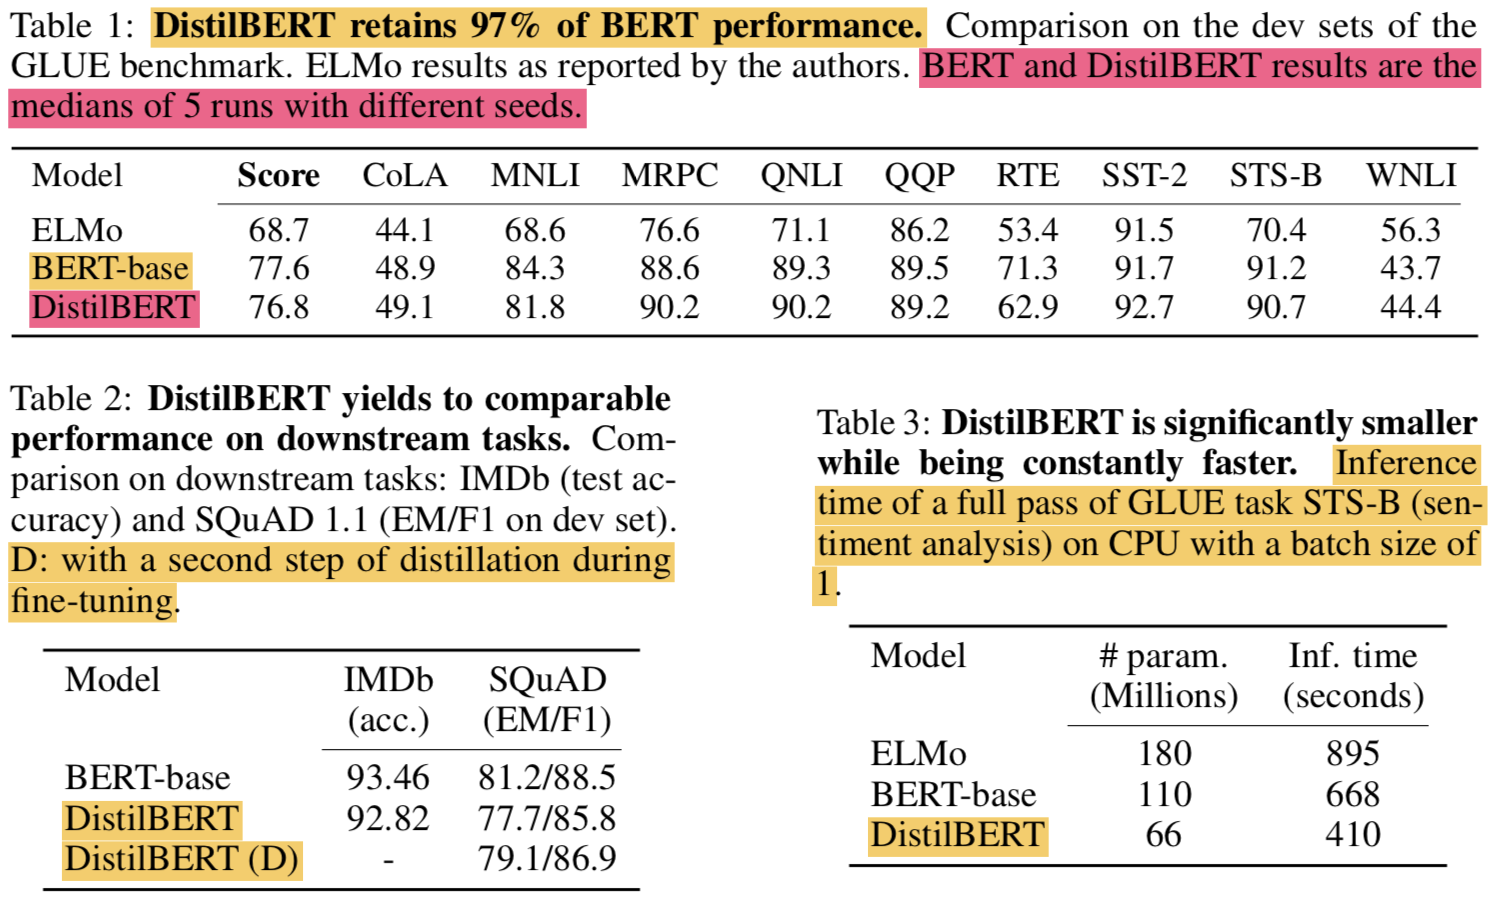 Table 1: DistilBERT retains 97% of BERT performance. Comparison on the dev sets of the
GLUE benchmark. ELMo results as reported by the authors. BERT and DistilBERT results are the
medians of 5 runs with different seeds.
Model Score CoLA MNLI MRPC QNLI QQP RTE SST-2 STS-B WNLI
ELMo 68.7 44.1 68.6 76.6 71.1 86.2 53.4 91.5 70.4 56.3
BERT-base 77.6 48.9 84.3 88.6 89.3 89.5 71.3 91.7 91.2 43.7
DistilBERT 76.8 49.1 81.8 90.2 90.2 89.2 62.9 92.7 90.7 44.4
Table 2: DistilBERT yields to comparable
performance on downstream tasks. Com-
parison on downstream tasks: IMDb (test ac-
curacy) and SQuAD 1.1 (EM/F1 on dev set).
D: with a second step of distillation during
fine-tuning.
Model IMDb SQuAD
(acc.) (EM/F1)
BERT-base 93.46 81.2/88.5
DistilBERT 92.82 77.7/85.8
DistilBERT (D) - 79.1/86.9
Table 3: DistilBERT is significantly smaller
while being constantly faster. Inference
time of a full pass of GLUE task STS-B (sen-
timent analysis) on CPU with a batch size of
1.
Model # param. Inf. time
(Millions) (seconds)
ELMo 180 895
BERT-base 110 668
DistilBERT 66 410